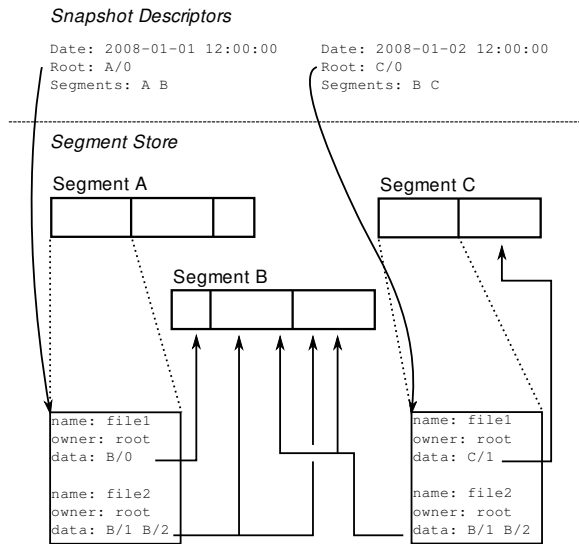 Snapshot Descriptors
Date: 2008-01-01 12:00:00
Root: A/0
Segments: A B
Date: 2008-01-02 12:00:00
Root: C/0
Segments: B C
Segment Store
Segment A
Segment C
Segment B
name: file1
owner: root
data: B/0
name: file2
owner: root
data: B/1 B/2
name: file1
owner: root
data: C/1
name: file2
owner: root
data: B/1 B/2